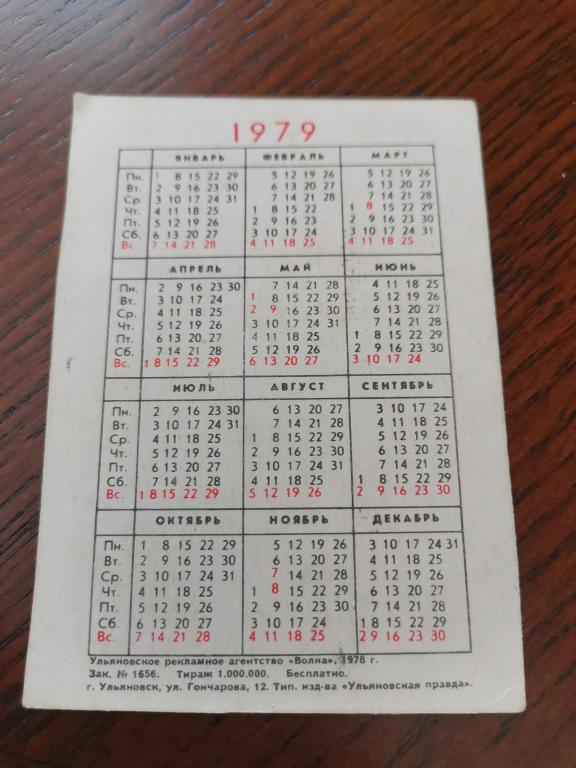 1979
ЯНВАРЬ ФЕВРАЛЬ МАРТ
Пн. 1 8 15 22 29 5 12 19 26 5 12 19 26
Вт. 2 9 16 23 30 6 13 20 27 6 13 20 27
Ср. 3 10 17 24 31 7 14 21 28 7 14 21 28
Чт. 4 11 18 25 1 8 15 22 1 8 15 22 29
Пт. 5 12 19 26 2 9 16 23 2 9 16 23 30
Сб. 6 13 20 27 3 10 17 24 3 10 17 24 31
Вс. 7 14 21 28 4 11 18 25 4 11 18 25
АПРЕЛЬ МАЙ ИЮНЬ
Пн. 2 9 16 23 30 7 14 21 28 4 11 18 25
Вт. 3 10 17 24 1 8 15 22 29 5 12 19 26
Ср. 4 11 18 25 2 9 16 23 30 6 13 20 27
Чт. 5 12 19 26 3 10 17 24 31 7 14 21 28
Пт. 6 13 20 27 4 11 18 25 1 8 15 22 29
Сб. 7 14 21 28 5 12 19 26 2 9 16 23 30
Вс. 1 8 15 22 29 6 13 20 27 3 10 17 24
ИЮЛЬ АВГУСТ СЕНТЯБРЬ
Пн. 2 9 16 23 30 6 13 20 27 3 10 17 24
Вт. 3 10 17 24 31 7 14 21 28 4 11 18 25
Ср. 4 11 18 25 1 8 15 22 29 5 12 19 26
Чт. 5 12 19 26 2 9 16 23 30 6 13 20 27
Пт. 6 13 20 27 3 10 17 24 31 7 14 21 28
Сб. 7 14 21 28 4 11 18 25 1 8 15 22 29
Вс. 1 8 15 22 29 5 12 19 26 2 9 16 23 30
ОКТЯБРЬ НОЯБРЬ ДЕКАБРЬ
Пн. 1 8 15 22 29 5 12 19 26 3 10 17 24 31
Вт. 2 9 16 23 30 6 13 20 27 4 11 18 25
Ср. 3 10 17 24 31 7 14 21 28 5 12 19 26
Чт. 4 11 18 25 1 8 15 22 29 6 13 20 27
Пт. 5 12 19 26 2 9 16 23 30 7 14 21 28
Сб. 6 13 20 27 3 10 17 24 1 8 15 22 29
Вс. 7 14 21 28 4 11 18 25 2 9 16 23 30
Ульяновское рекламное агентство «Волна», 1978 г.
Зак. № 1656. Тираж 1.000.000. Бесплатно.
г. Ульяновск, ул. Гончарова, 12. Тип. изд-ва «Ульяновская правда».